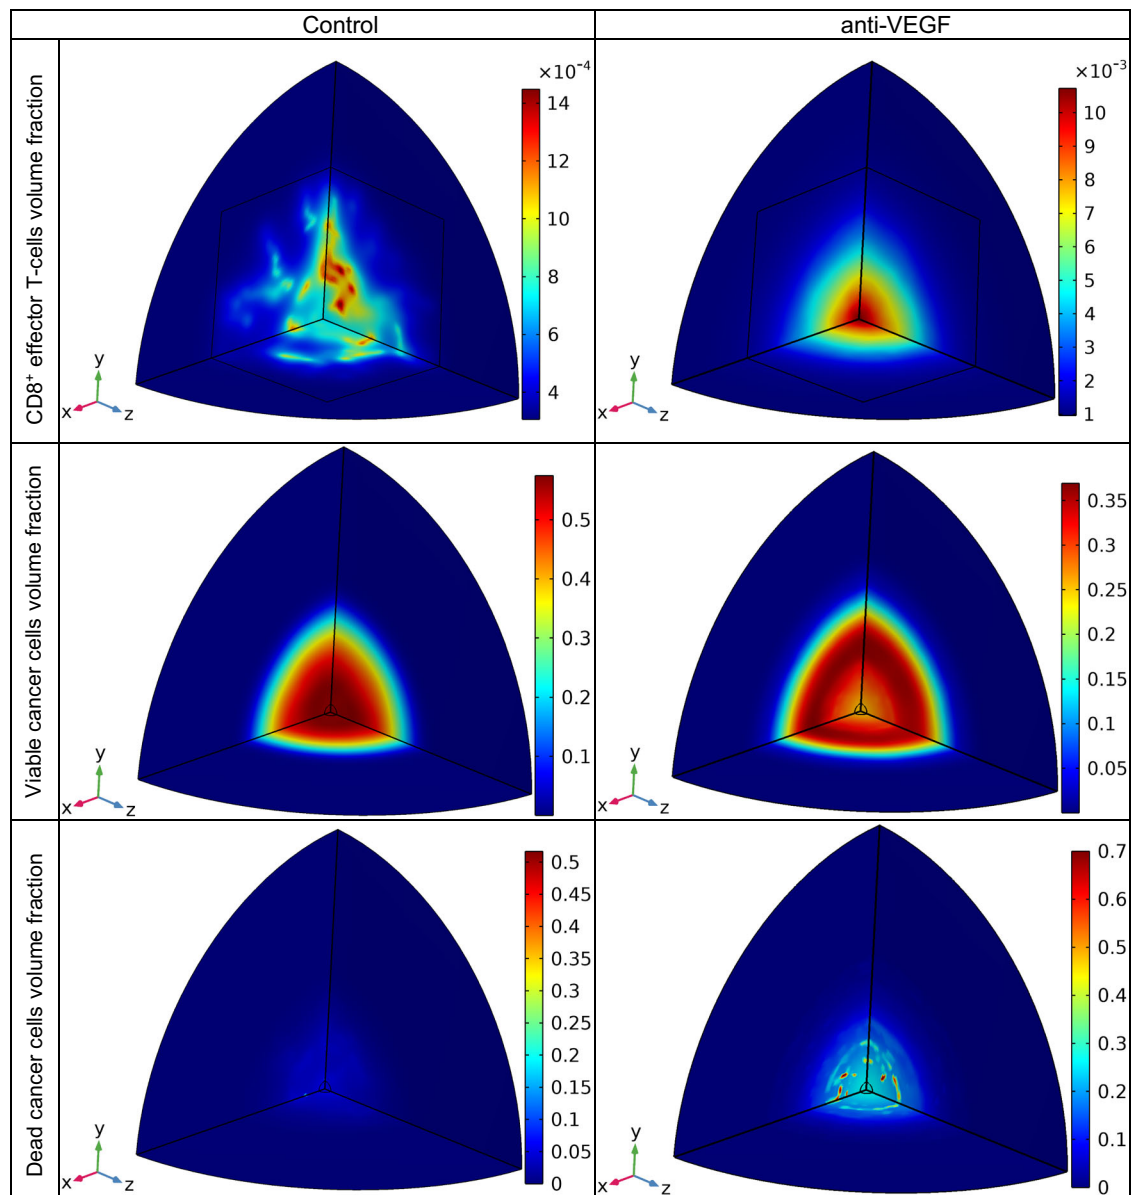 Control
anti-VEGF
CD8⁺ effector T-cells volume fraction
×10⁻⁴
14
12
10
8
6
4
y
x
z
×10⁻³
10
9
8
7
6
5
4
3
2
1
y
x
z
Viable cancer cells volume fraction
0.5
0.4
0.3
0.2
0.1
y
x
z
0.35
0.3
0.25
0.2
0.15
0.1
0.05
y
x
z
Dead cancer cells volume fraction
0.5
0.45
0.4
0.35
0.3
0.25
0.2
0.15
0.1
0.05
0
y
x
z
0.7
0.6
0.5
0.4
0.3
0.2
0.1
0
y
x
z